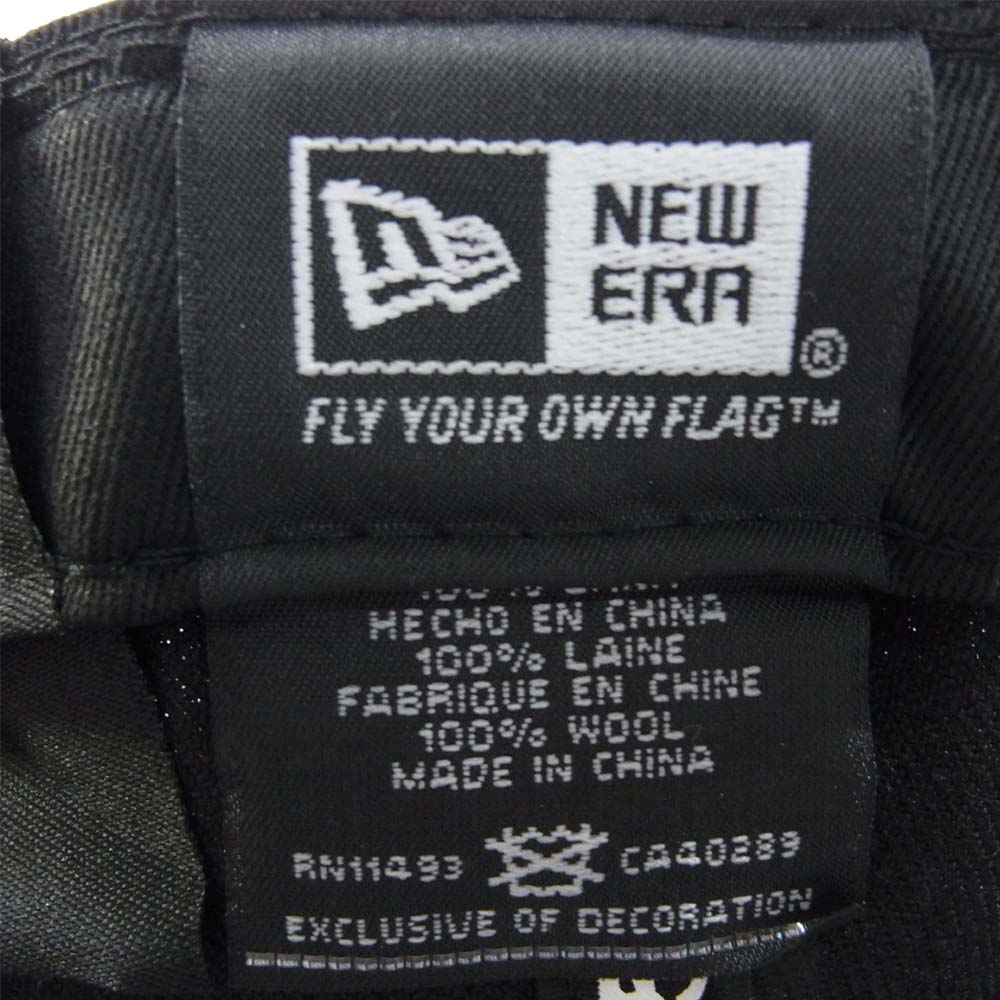 NEW
ERA
®
FLY YOUR OWN FLAG™
HECHO EN CHINA
100% LAINE
FABRIQUE EN CHINE
100% WOOL
MADE IN CHINA
RN11493 CA40289
EXCLUSIVE OF DECORATION